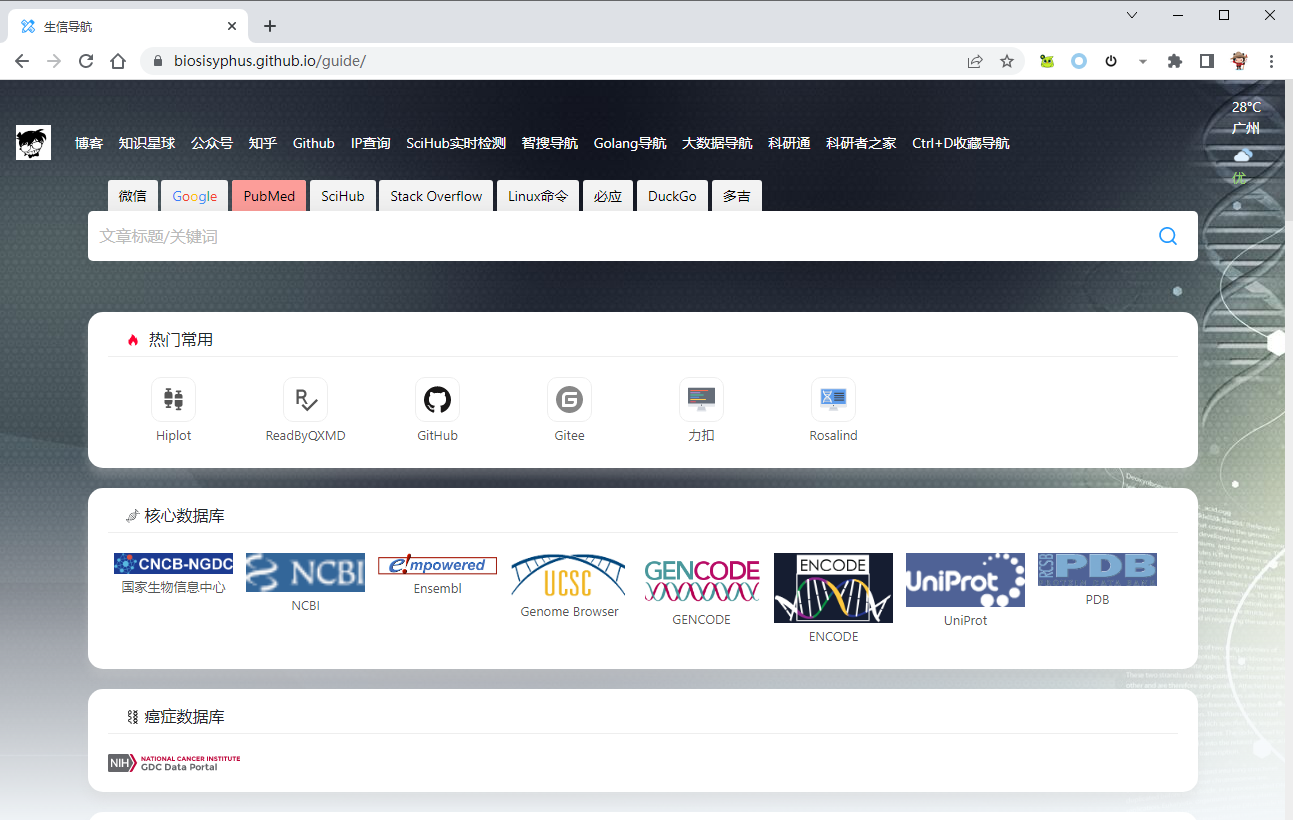 生信导航
biosisyphus.github.io/guide/
28°C
广州
优
博客 知识星球 公众号 知乎 Github IP查询 SciHub实时检测 智搜导航 Golang导航 大数据导航 科研通 科研者之家 Ctrl+D收藏导航
微信 Google PubMed SciHub Stack Overflow Linux命令 必应 DuckGo 多吉
文章标题/关键词
热门常用
Hiplot ReadByQXMD GitHub Gitee 力扣 Rosalind
核心数据库
CNCB-NGDC
国家生物信息中心
NCBI
NCBI
e!mpowered
Ensembl
UCSC
Genome Browser
GENCODE
GENCODE
ENCODE
ENCODE
UniProt
UniProt
RCSB PDB
PROTEIN DATA BANK
PDB
癌症数据库
NIH NATIONAL CANCER INSTITUTE
GDC Data Portal